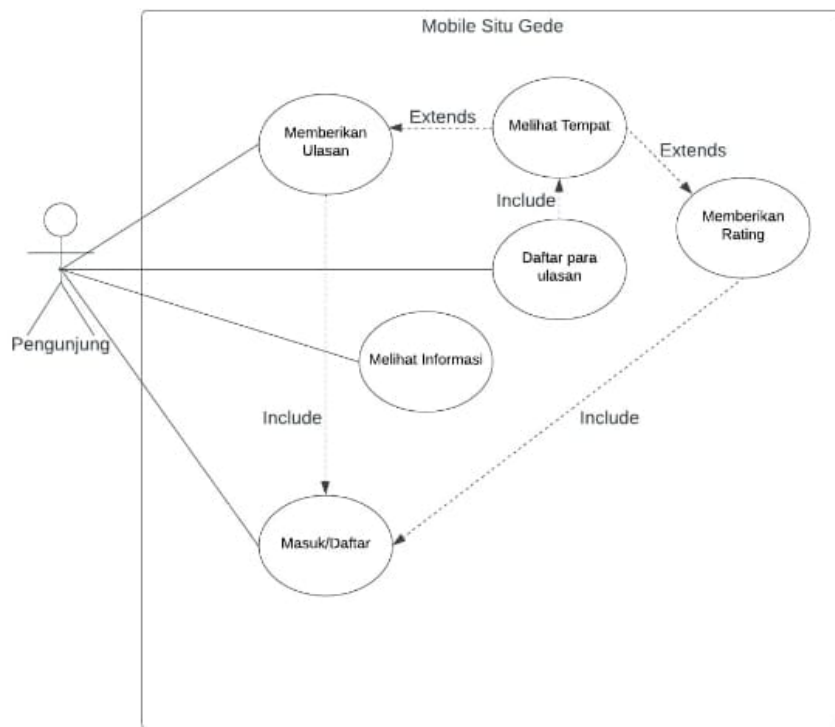 Mobile Situ Gede
Memberikan
Ulasan
Extends
Melihat Tempat
Extends
Include
Memberikan
Rating
Daftar para
ulasan
Pengunjung
Melihat Informasi
Include
Include
Masuk/Daftar